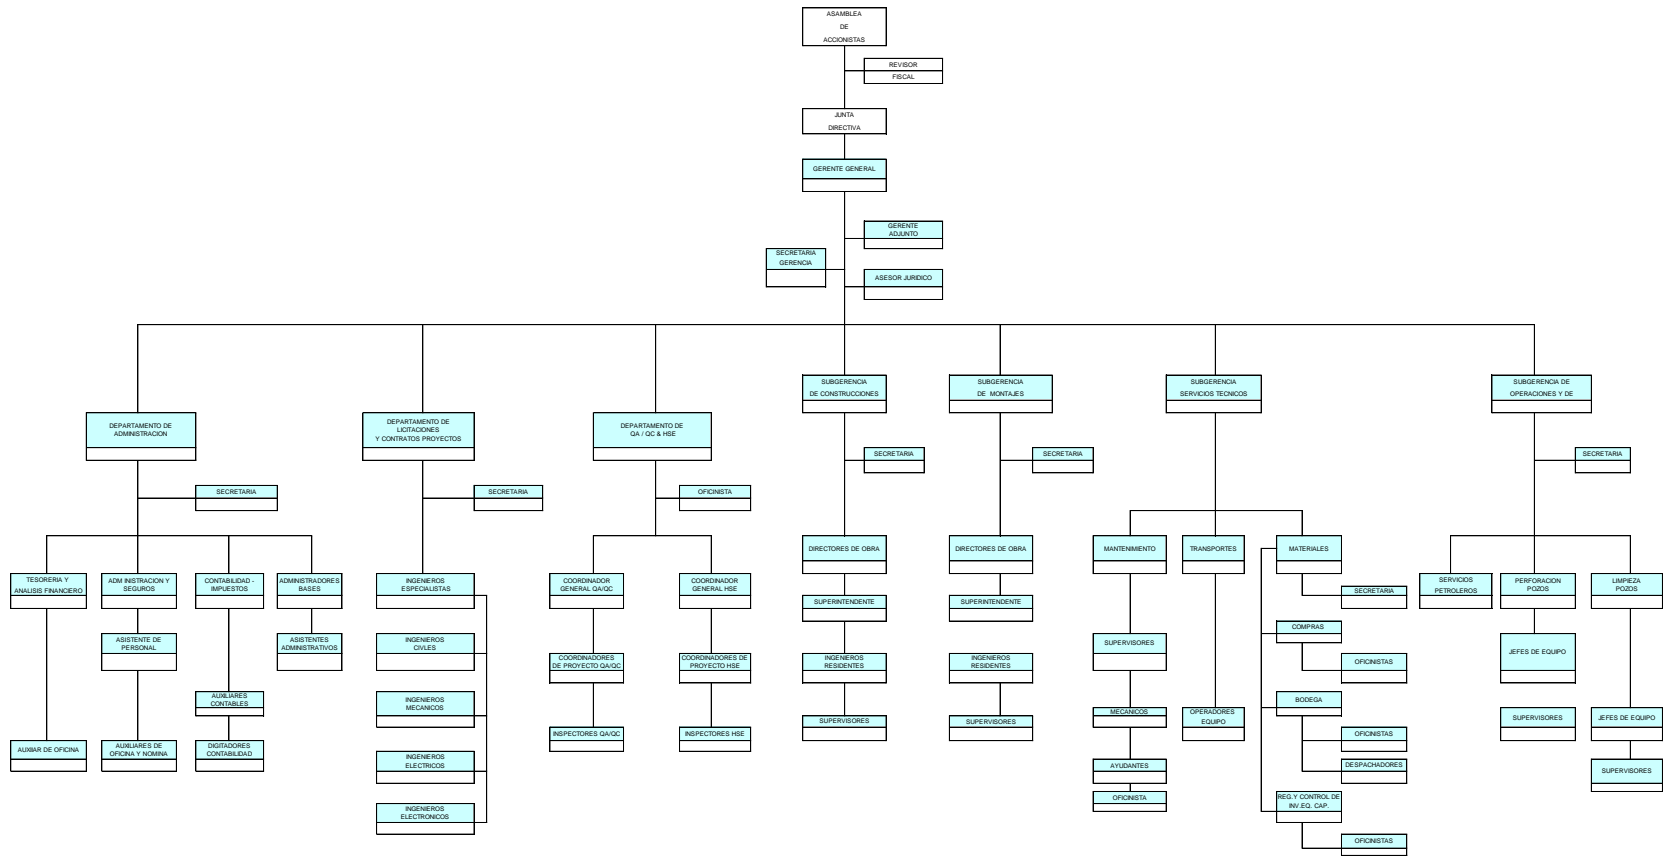 ASAMBLEA
DE
ACCIONISTAS
REVISOR
FISCAL
JUNTA
DIRECTIVA
GERENTE GENERAL
GERENTE
ADJUNTO
SECRETARIA
GERENCIA
ASESOR JURIDICO
SUBGERENCIA
DE CONSTRUCCIONES
SUBGERENCIA
DE MONTAJES
SUBGERENCIA
SERVICIOS TECNICOS
SUBGERENCIA DE
OPERACIONES Y DE
DEPARTAMENTO DE
ADMINISTRACION
DEPARTAMENTO DE
LICITACIONES
Y CONTRATOS PROYECTOS
DEPARTAMENTO DE
QA / QC & HSE
SECRETARIA
SECRETARIA
SECRETARIA
SECRETARIA
SECRETARIA
OFICINISTA
DIRECTORES DE OBRA
DIRECTORES DE OBRA
MANTENIMIENTO
TRANSPORTES
MATERIALES
TESORERIA Y
ANALISIS FINANCIERO
ADM INISTRACION Y
SEGUROS
CONTABILIDAD -
IMPUESTOS
ADMINISTRADORES
BASES
INGENIEROS
ESPECIALISTAS
COORDINADOR
GENERAL QA/QC
COORDINADOR
GENERAL HSE
SERVICIOS
PETROLEROS
PERFORACION
POZOS
LIMPIEZA
POZOS
SECRETARIA
SUPERINTENDENTE
SUPERINTENDENTE
COMPRAS
ASISTENTE DE
PERSONAL
ASISTENTES
ADMINISTRATIVOS
INGENIEROS
CIVLES
SUPERVISORES
JEFES DE EQUIPO
COORDINADORES
DE PROYECTO QA/QC
COORDINADORES DE
PROYECTO HSE
INGENIEROS
RESIDENTES
INGENIEROS
RESIDENTES
OFICINISTAS
AUXILIARES
CONTABLES
INGENIEROS
MECANICOS
BODEGA
MECANICOS
OPERADORES
EQUIPO
SUPERVISORES
SUPERVISORES
SUPERVISORES
JEFES DE EQUIPO
INSPECTORES QA/QC
INSPECTORES HSE
OFICINISTAS
AUXIIAR DE OFICINA
AUXILIARES DE
OFICINA Y NOMINA
DIGITADORES
CONTABILIDAD
INGENIEROS
ELECTRICOS
AYUDANTES
DESPACHADORES
SUPERVISORES
OFICINISTA
REG.Y CONTROL DE
INV.EQ. CAP.
INGENIEROS
ELECTRONICOS
OFICINISTAS